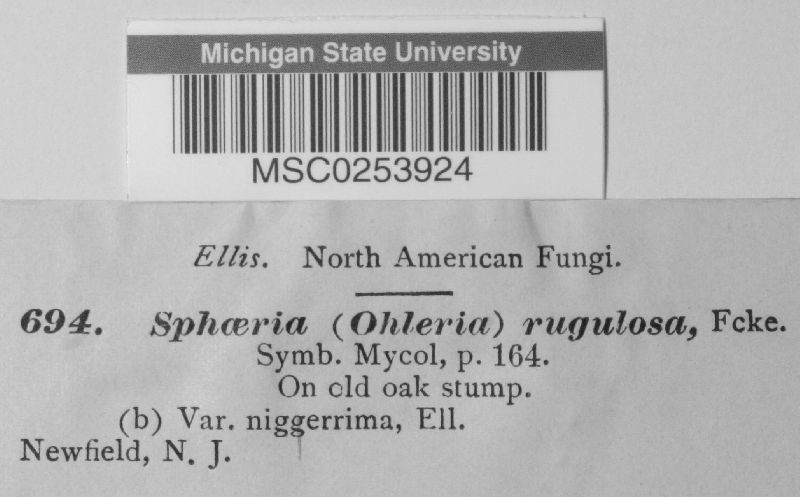 Michigan State University
MSC0253924
Ellis. North American Fungi.
694. Sphæria (Ohleria) rugulosa, Fcke.
Symb. Mycol, p. 164.
On old oak stump.
(b) Var. niggerrima, Ell.
Newfield, N. J.